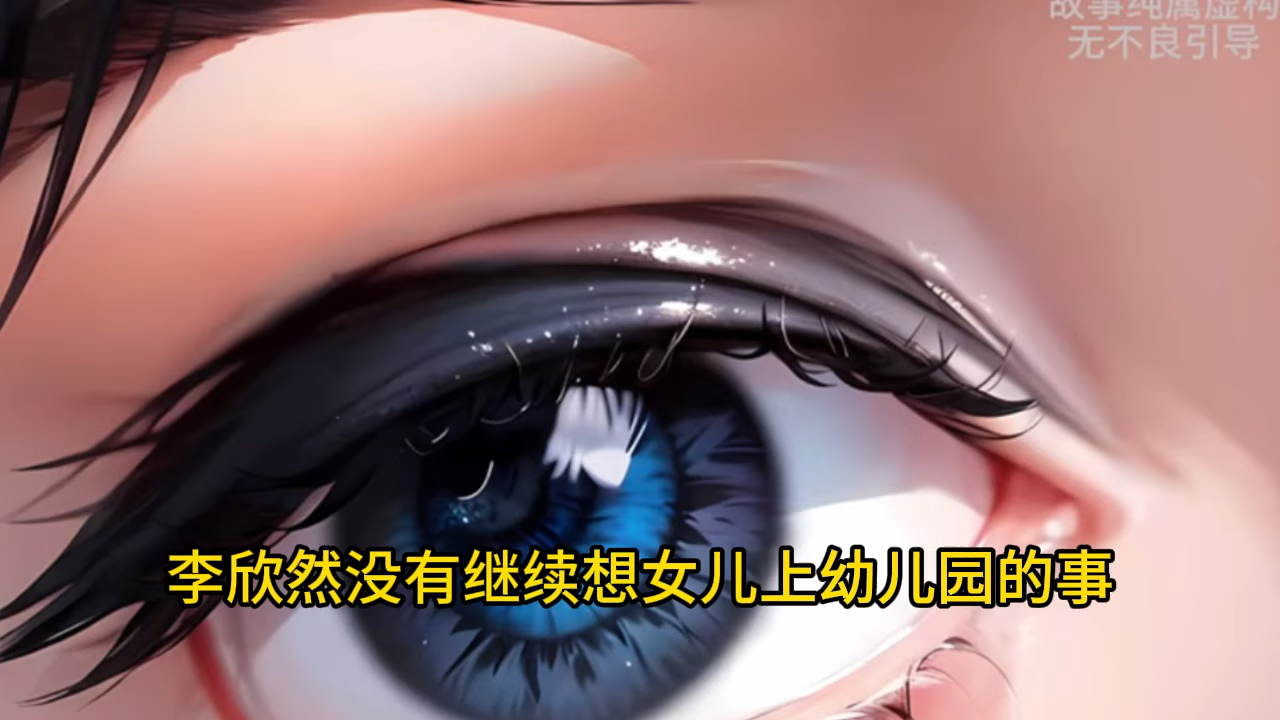 故事纯属虚构
无不良引导
李欣然没有继续想女儿上幼儿园的事